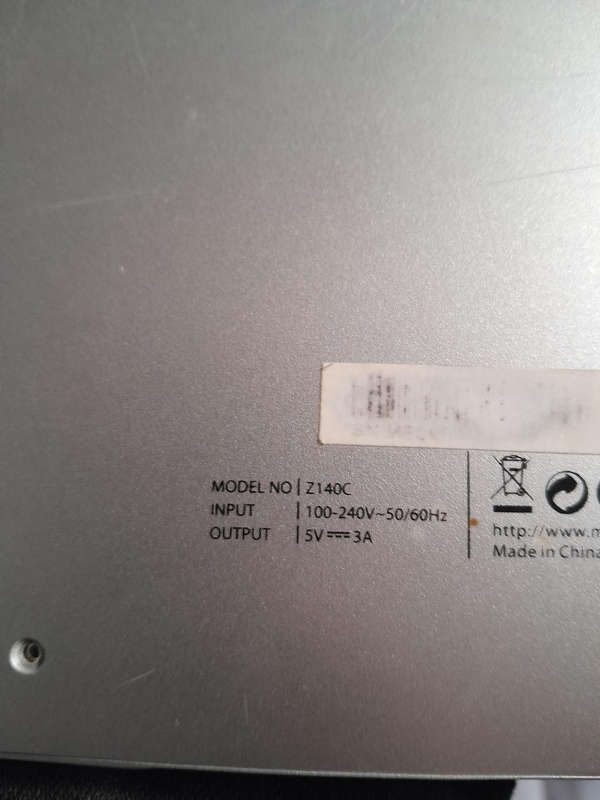 MODEL NO | Z140C
INPUT | 100-240V~50/60Hz
OUTPUT | 5V⎓3A
http://www.m
Made in China